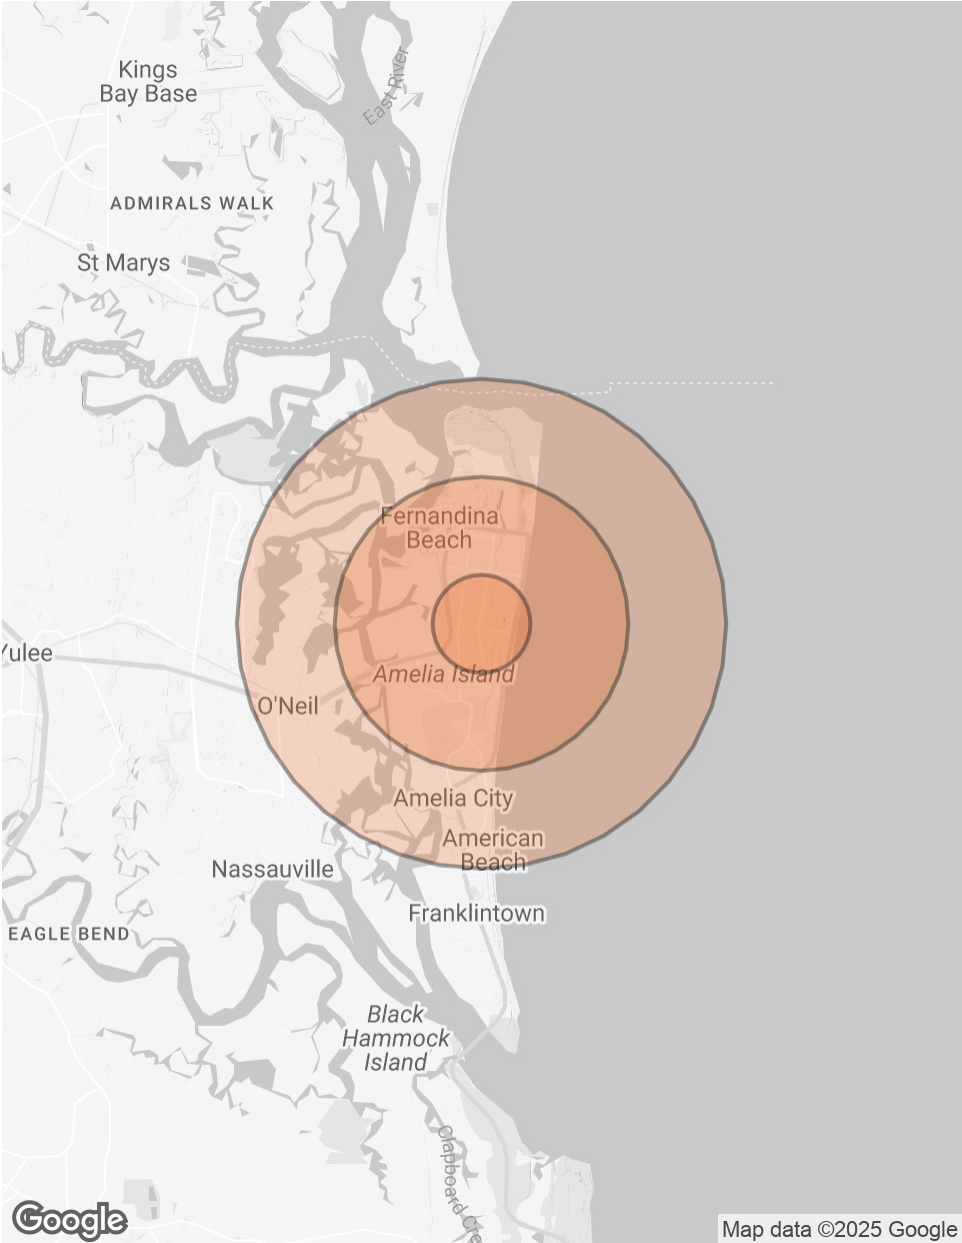 Kings
Bay Base
East River
ADMIRALS WALK
St Marys
Fernandina
Beach
Yulee
Amelia Island
O'Neil
Amelia City
American
Beach
Nassauville
Franklintown
EAGLE BEND
Black
Hammock
Island
Clapboard Cre
Google
Map data ©2025 Google